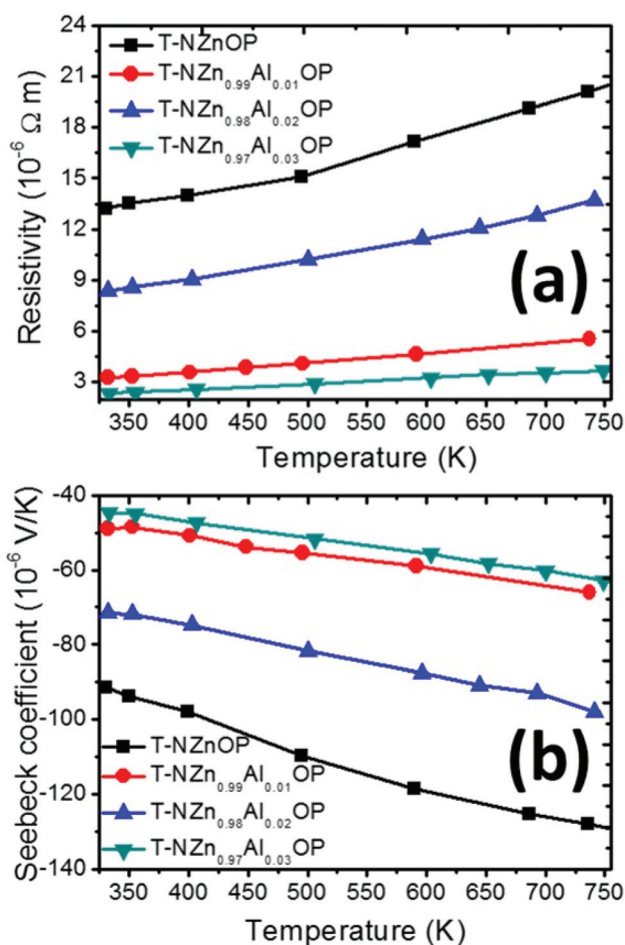 24
21
18
15
12
9
6
3
Resistivity (10⁻⁶ Ω m)
T-NZnOP
T-NZn₀.₉₉Al₀.₀₁OP
T-NZn₀.₉₈Al₀.₀₂OP
T-NZn₀.₉₇Al₀.₀₃OP
(a)
350 400 450 500 550 600 650 700 750
Temperature (K)
-40
-60
-80
-100
-120
-140
Seebeck coefficient (10⁻⁶ V/K)
T-NZnOP
T-NZn₀.₉₉Al₀.₀₁OP
T-NZn₀.₉₈Al₀.₀₂OP
T-NZn₀.₉₇Al₀.₀₃OP
(b)
350 400 450 500 550 600 650 700 750
Temperature (K)